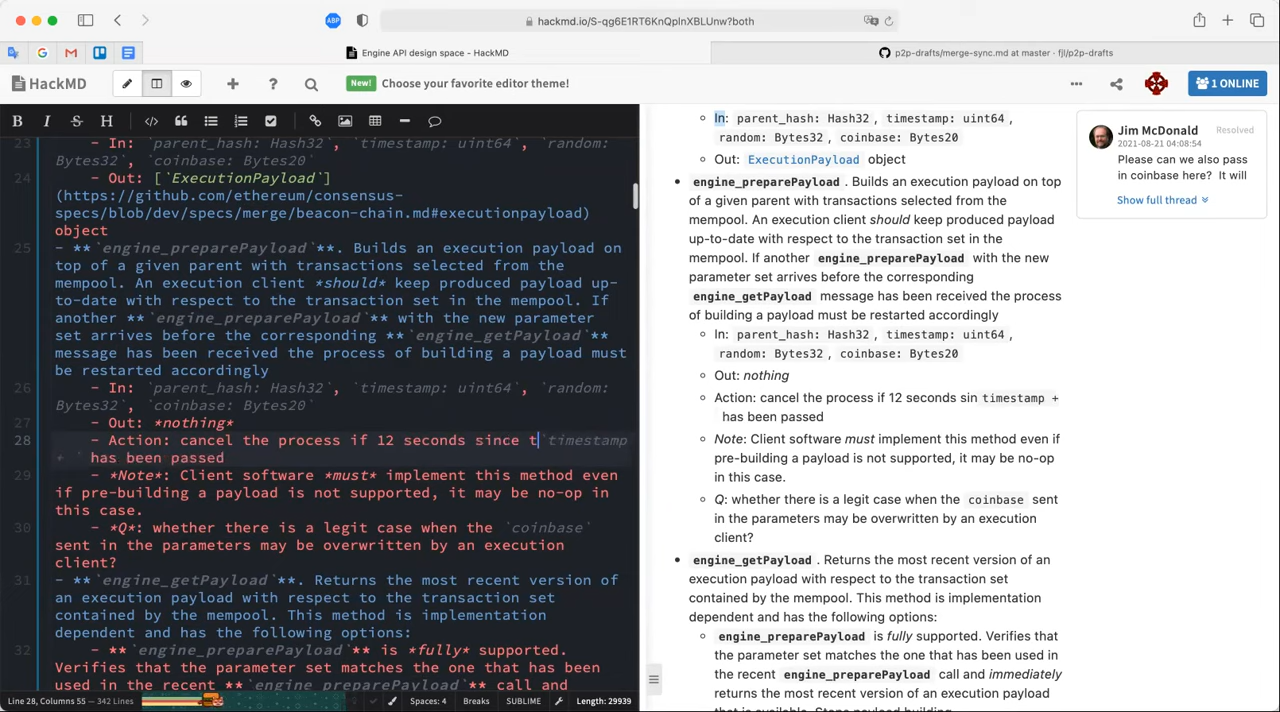 ABP
hackmd.io/S-qg6E1RT6KnQpInXBLUnw?both
Engine API design space - HackMD
p2p-drafts/merge-sync.md at master · fjl/p2p-drafts
HackMD
New!
Choose your favorite editor theme!
1 ONLINE
B I S H
23 - In: `parent_hash: Hash32`, `timestamp: uint64`, `random:
Bytes32`, `coinbase: Bytes20`
24 - Out: [`ExecutionPayload`]
(https://github.com/ethereum/consensus-
specs/blob/dev/specs/merge/beacon-chain.md#executionpayload)
object
25 - **`engine_preparePayload`**. Builds an execution payload on
top of a given parent with transactions selected from the
mempool. An execution client *should* keep produced payload up-
to-date with respect to the transaction set in the mempool. If
another **`engine_preparePayload`** with the new parameter
set arrives before the corresponding **`engine_getPayload`**
message has been received the process of building a payload must
be restarted accordingly
26 - In: `parent_hash: Hash32`, `timestamp: uint64`, `random:
Bytes32`, `coinbase: Bytes20`
27 - Out: *nothing*
28 - Action: cancel the process if 12 seconds since t`timestamp
+ ` has been passed
29 - *Note*: Client software *must* implement this method even
if pre-building a payload is not supported, it may be no-op in
this case.
30 - *Q*: whether there is a legit case when the `coinbase`
sent in the parameters may be overwritten by an execution
client?
31 - **`engine_getPayload`**. Returns the most recent version of
an execution payload with respect to the transaction set
contained by the mempool. This method is implementation
dependent and has the following options:
32 - **`engine_preparePayload`** is *fully* supported.
Verifies that the parameter set matches the one that has been
used in the recent **`engine_preparePayload`** call and
Line 28, Columns 55 — 342 Lines
Spaces: 4
Breaks
SUBLIME
Length: 29939
In: parent_hash: Hash32 , timestamp: uint64 ,
random: Bytes32 , coinbase: Bytes20
Out: ExecutionPayload object
engine_preparePayload . Builds an execution payload on top
of a given parent with transactions selected from the
mempool. An execution client should keep produced payload
up-to-date with respect to the transaction set in the
mempool. If another engine_preparePayload with the new
parameter set arrives before the corresponding
engine_getPayload message has been received the process
of building a payload must be restarted accordingly
In: parent_hash: Hash32 , timestamp: uint64 ,
random: Bytes32 , coinbase: Bytes20
Out: nothing
Action: cancel the process if 12 seconds sin timestamp +
has been passed
Note: Client software must implement this method even if
pre-building a payload is not supported, it may be no-op
in this case.
Q: whether there is a legit case when the coinbase sent
in the parameters may be overwritten by an execution
client?
engine_getPayload . Returns the most recent version of an
execution payload with respect to the transaction set
contained by the mempool. This method is implementation
dependent and has the following options:
engine_preparePayload is fully supported. Verifies that
the parameter set matches the one that has been used in
the recent engine_preparePayload call and immediately
returns the most recent version of an execution payload
that is available. Stops payload building.
Jim McDonald
Resolved
2021-08-21 04:08:54
Please can we also pass
in coinbase here? It will
Show full thread